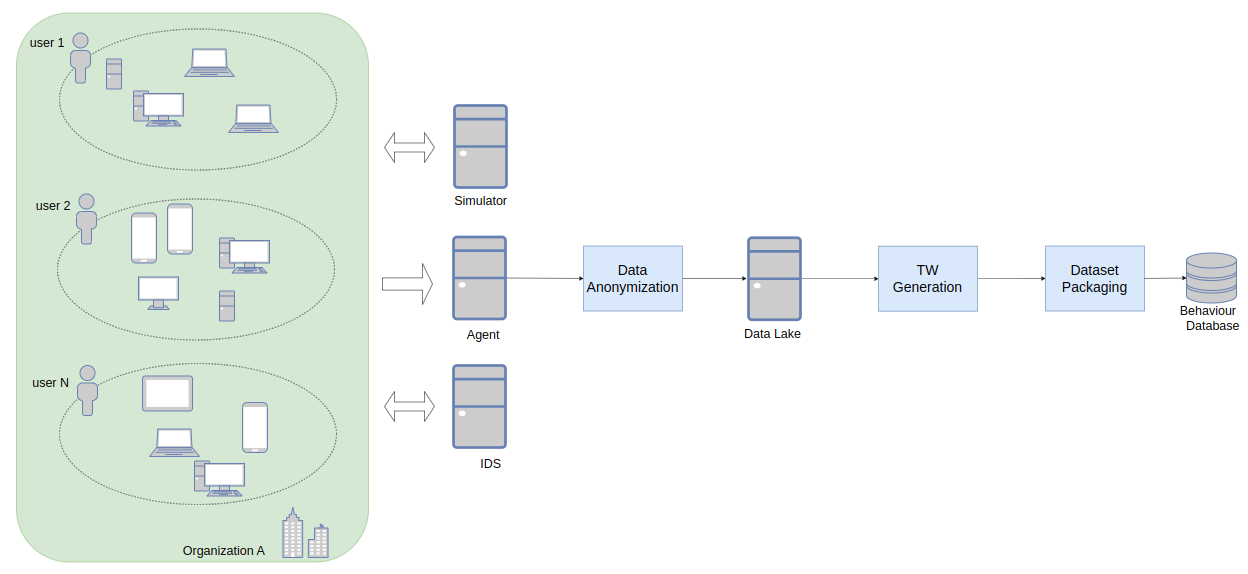 user 1
user 2
user N
Organization A
Simulator
Agent
IDS
Data
Anonymization
Data Lake
TW
Generation
Dataset
Packaging
Behaviour
Database